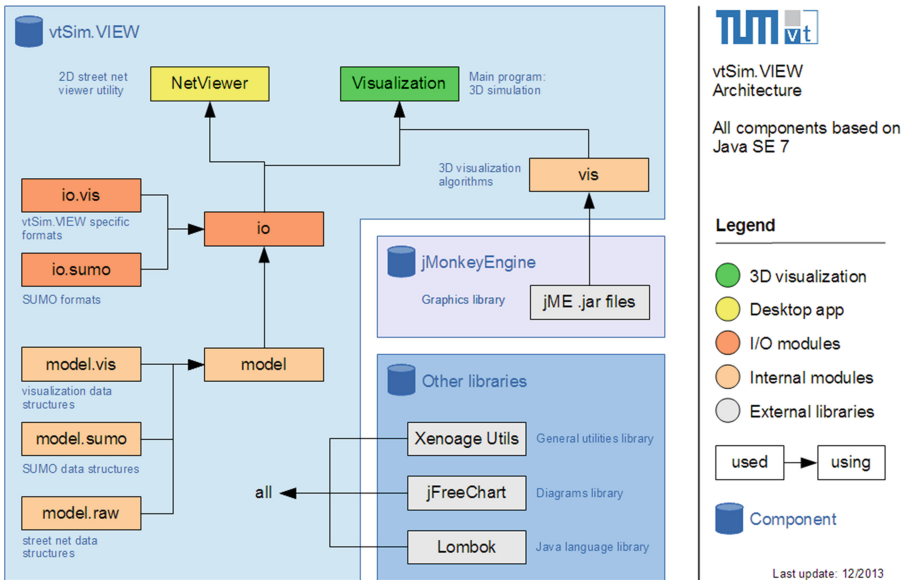 vtSim.VIEW
2D street net
viewer utility
NetViewer
Visualization
Main program:
3D simulation
3D visualization
algorithms
vis
io.vis
vtSim.VIEW specific
formats
io
io.sumo
SUMO formats
jMonkeyEngine
Graphics library
jME .jar files
model.vis
visualization data
structures
model
model.sumo
SUMO data structures
model.raw
street net data
structures
Other libraries
Xenoage Utils
General utilities library
all
jFreeChart
Diagrams library
Lombok
Java language library
TUM vt
vtSim.VIEW
Architecture
All components based on
Java SE 7
Legend
3D visualization
Desktop app
I/O modules
Internal modules
External libraries
used
using
Component
Last update: 12/2013